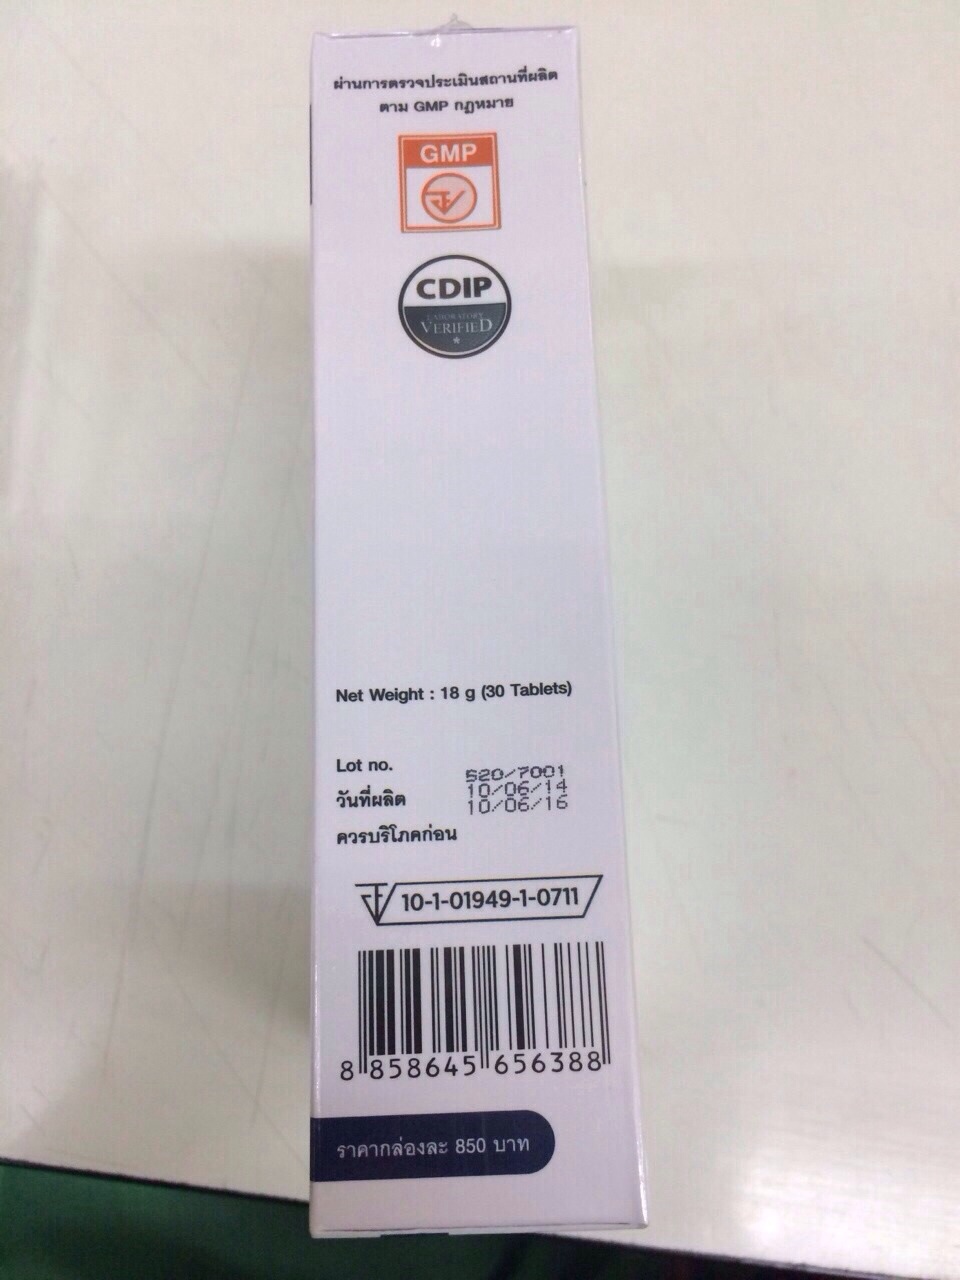 ผ่านการตรวจประเมินสถานที่ผลิต
ตาม GMP กฎหมาย
GMP
CDIP
LABORATORY
VERIFIED
*
Net Weight : 18 g (30 Tablets)
Lot no. 520/7001
วันที่ผลิต 10/06/14
ควรบริโภคก่อน 10/06/16
10-1-01949-1-0711
8 858645 656388
ราคากล่องละ 850 บาท